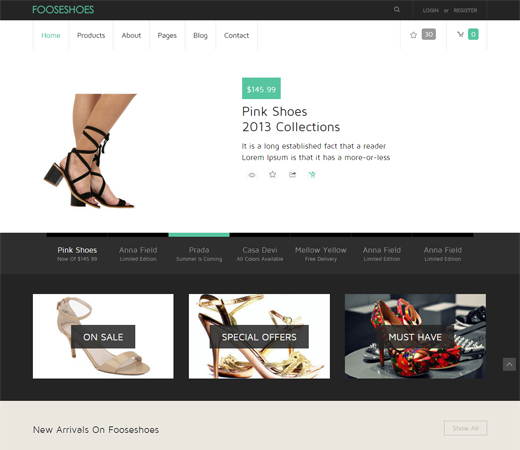 FOOSESHOES
LOGIN or REGISTER
Home Products About Pages Blog Contact 30 0
$145.99
Pink Shoes
2013 Collections
It is a long established fact that a reader
Lorem Ipsum is that it has a more-or-less
Pink Shoes Anna Field Prada Casa Devi Mellow Yellow Anna Field Anna Field
Now Of $145.99 Limited Edition Summer Is Coming All Colors Available Free Delivery Limited Edition Limited Edition
ON SALE SPECIAL OFFERS MUST HAVE
New Arrivals On Fooseshoes Show All